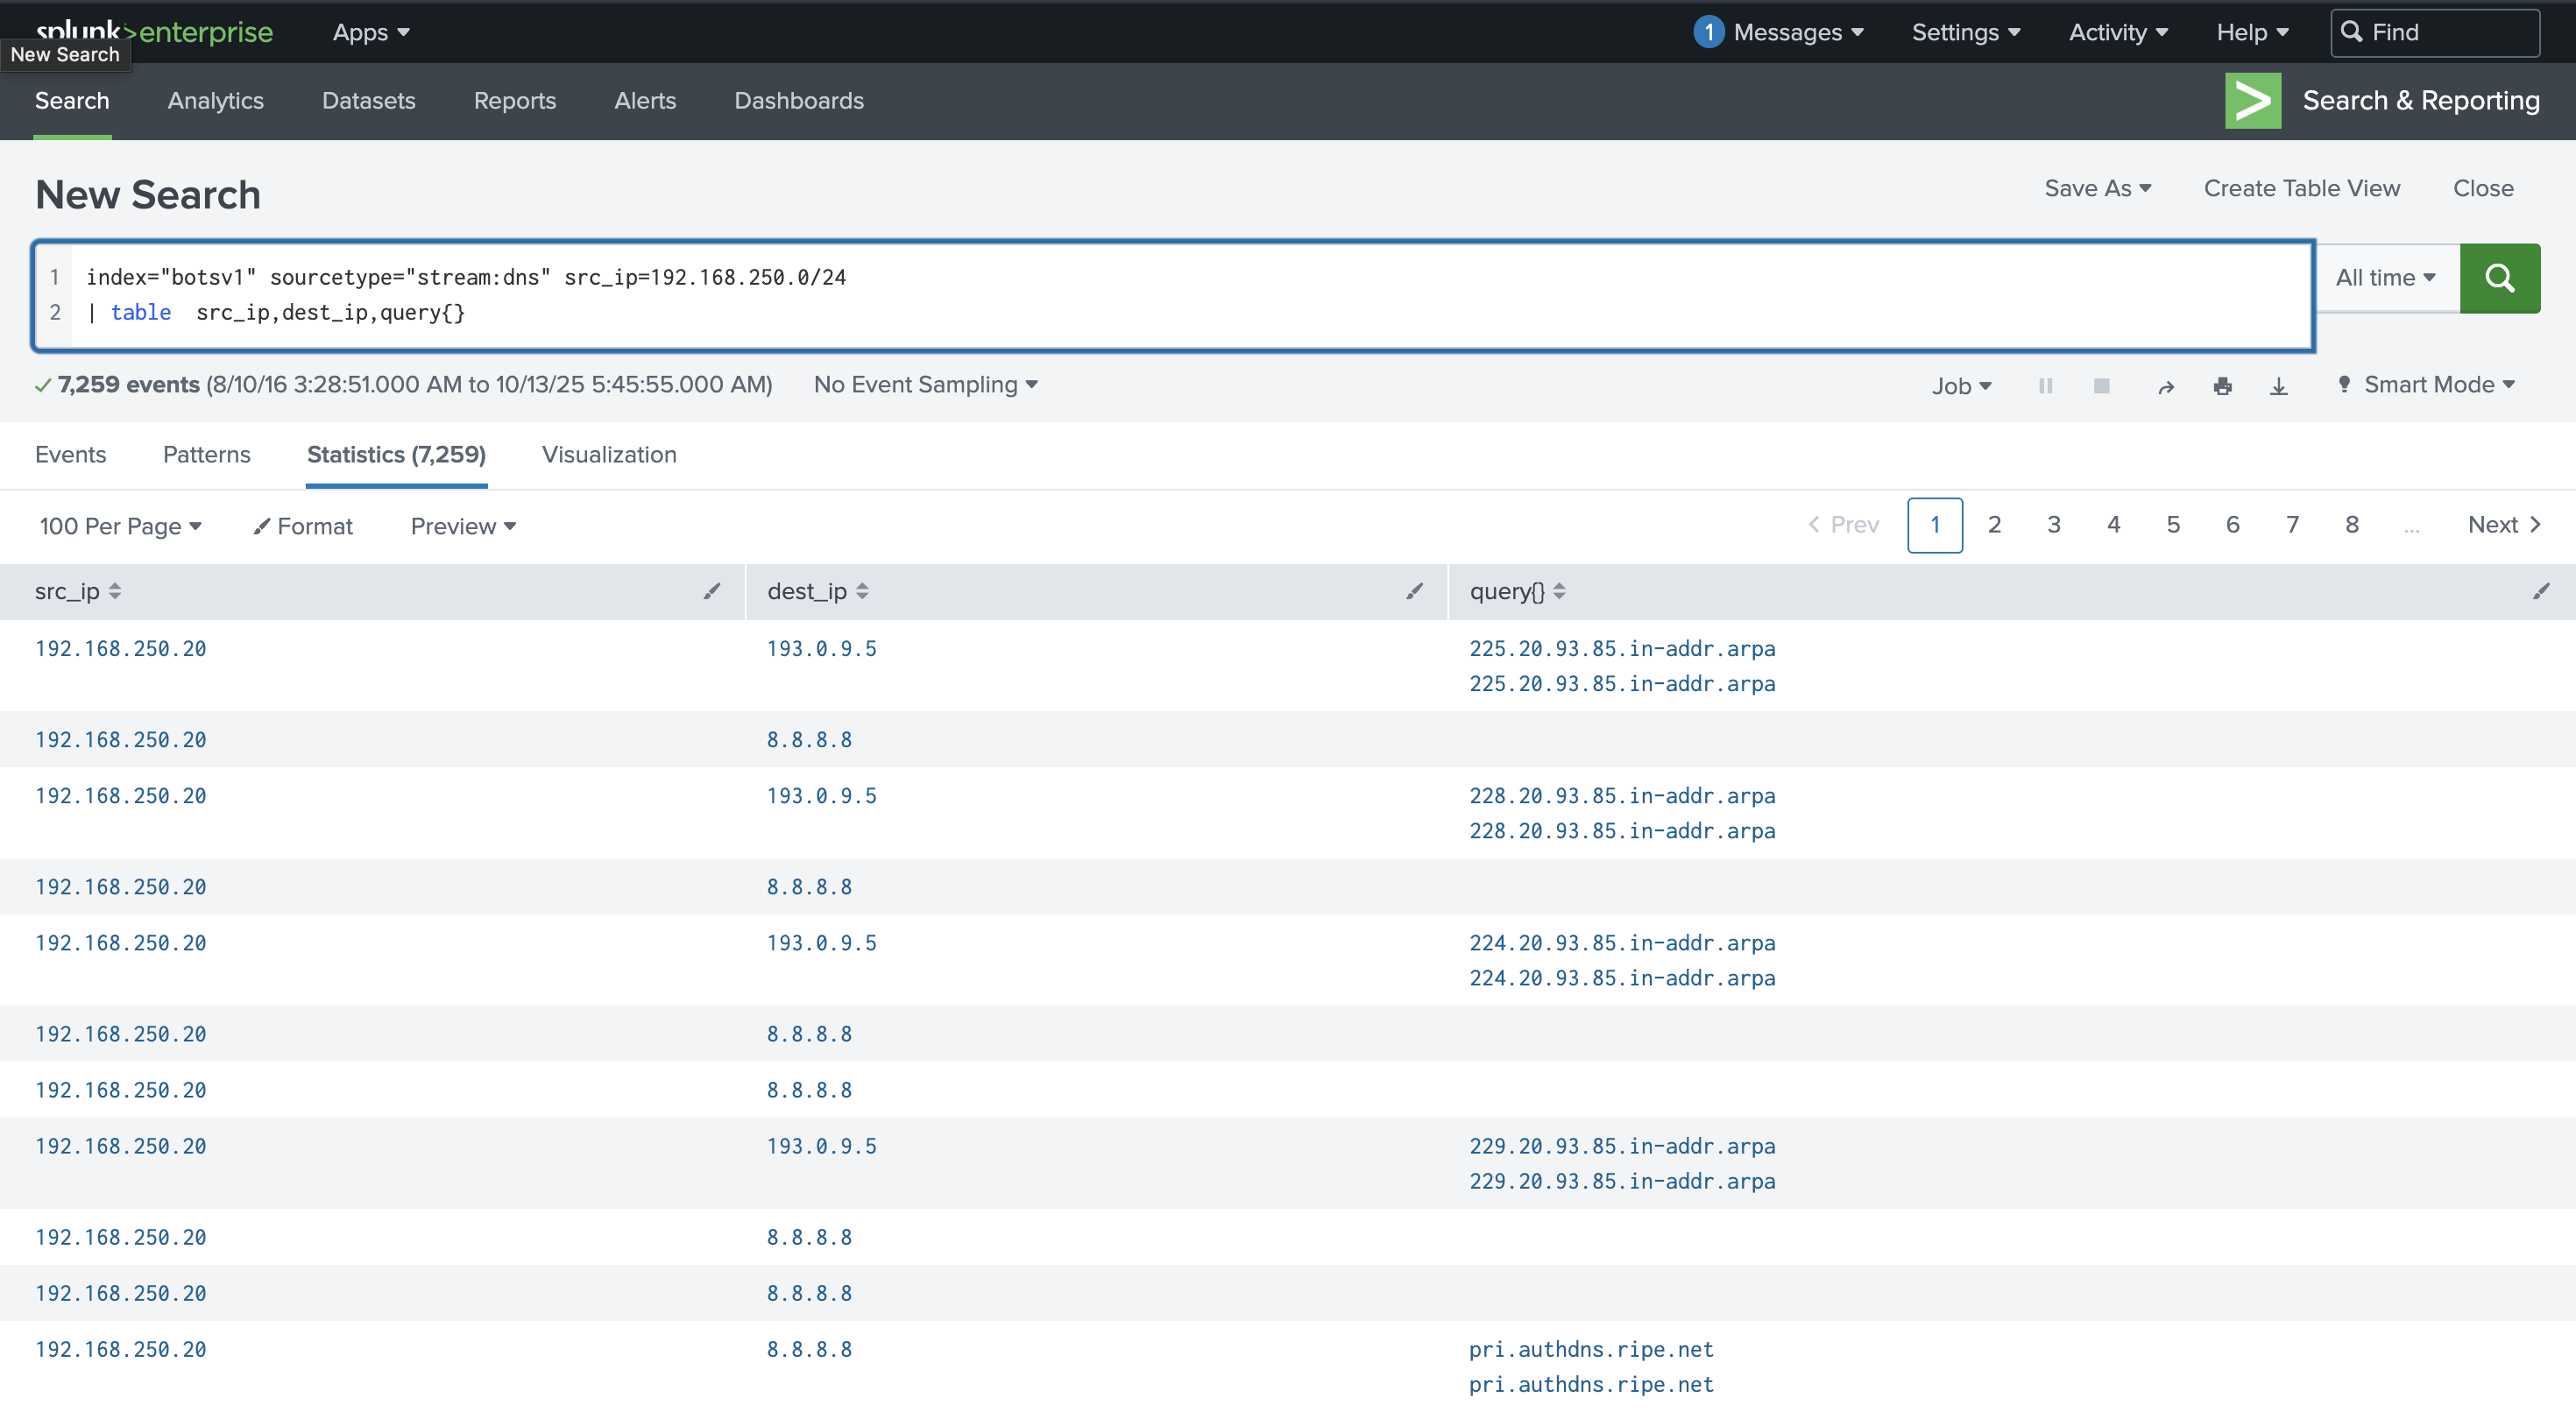 splunk>enterprise Apps 1 Messages Settings Activity Help Find
New Search
Search Analytics Datasets Reports Alerts Dashboards Search & Reporting
New Search Save As Create Table View Close
1 index="botsv1" sourcetype="stream:dns" src_ip=192.168.250.0/24 All time
2 | table  src_ip,dest_ip,query{}
7,259 events (8/10/16 3:28:51.000 AM to 10/13/25 5:45:55.000 AM) No Event Sampling Job Smart Mode
Events Patterns Statistics (7,259) Visualization
100 Per Page Format Preview < Prev 1 2 3 4 5 6 7 8 ... Next >
src_ip dest_ip query{}
192.168.250.20 193.0.9.5 225.20.93.85.in-addr.arpa
225.20.93.85.in-addr.arpa
192.168.250.20 8.8.8.8
192.168.250.20 193.0.9.5 228.20.93.85.in-addr.arpa
228.20.93.85.in-addr.arpa
192.168.250.20 8.8.8.8
192.168.250.20 193.0.9.5 224.20.93.85.in-addr.arpa
224.20.93.85.in-addr.arpa
192.168.250.20 8.8.8.8
192.168.250.20 8.8.8.8
192.168.250.20 193.0.9.5 229.20.93.85.in-addr.arpa
229.20.93.85.in-addr.arpa
192.168.250.20 8.8.8.8
192.168.250.20 8.8.8.8
192.168.250.20 8.8.8.8 pri.authdns.ripe.net
pri.authdns.ripe.net